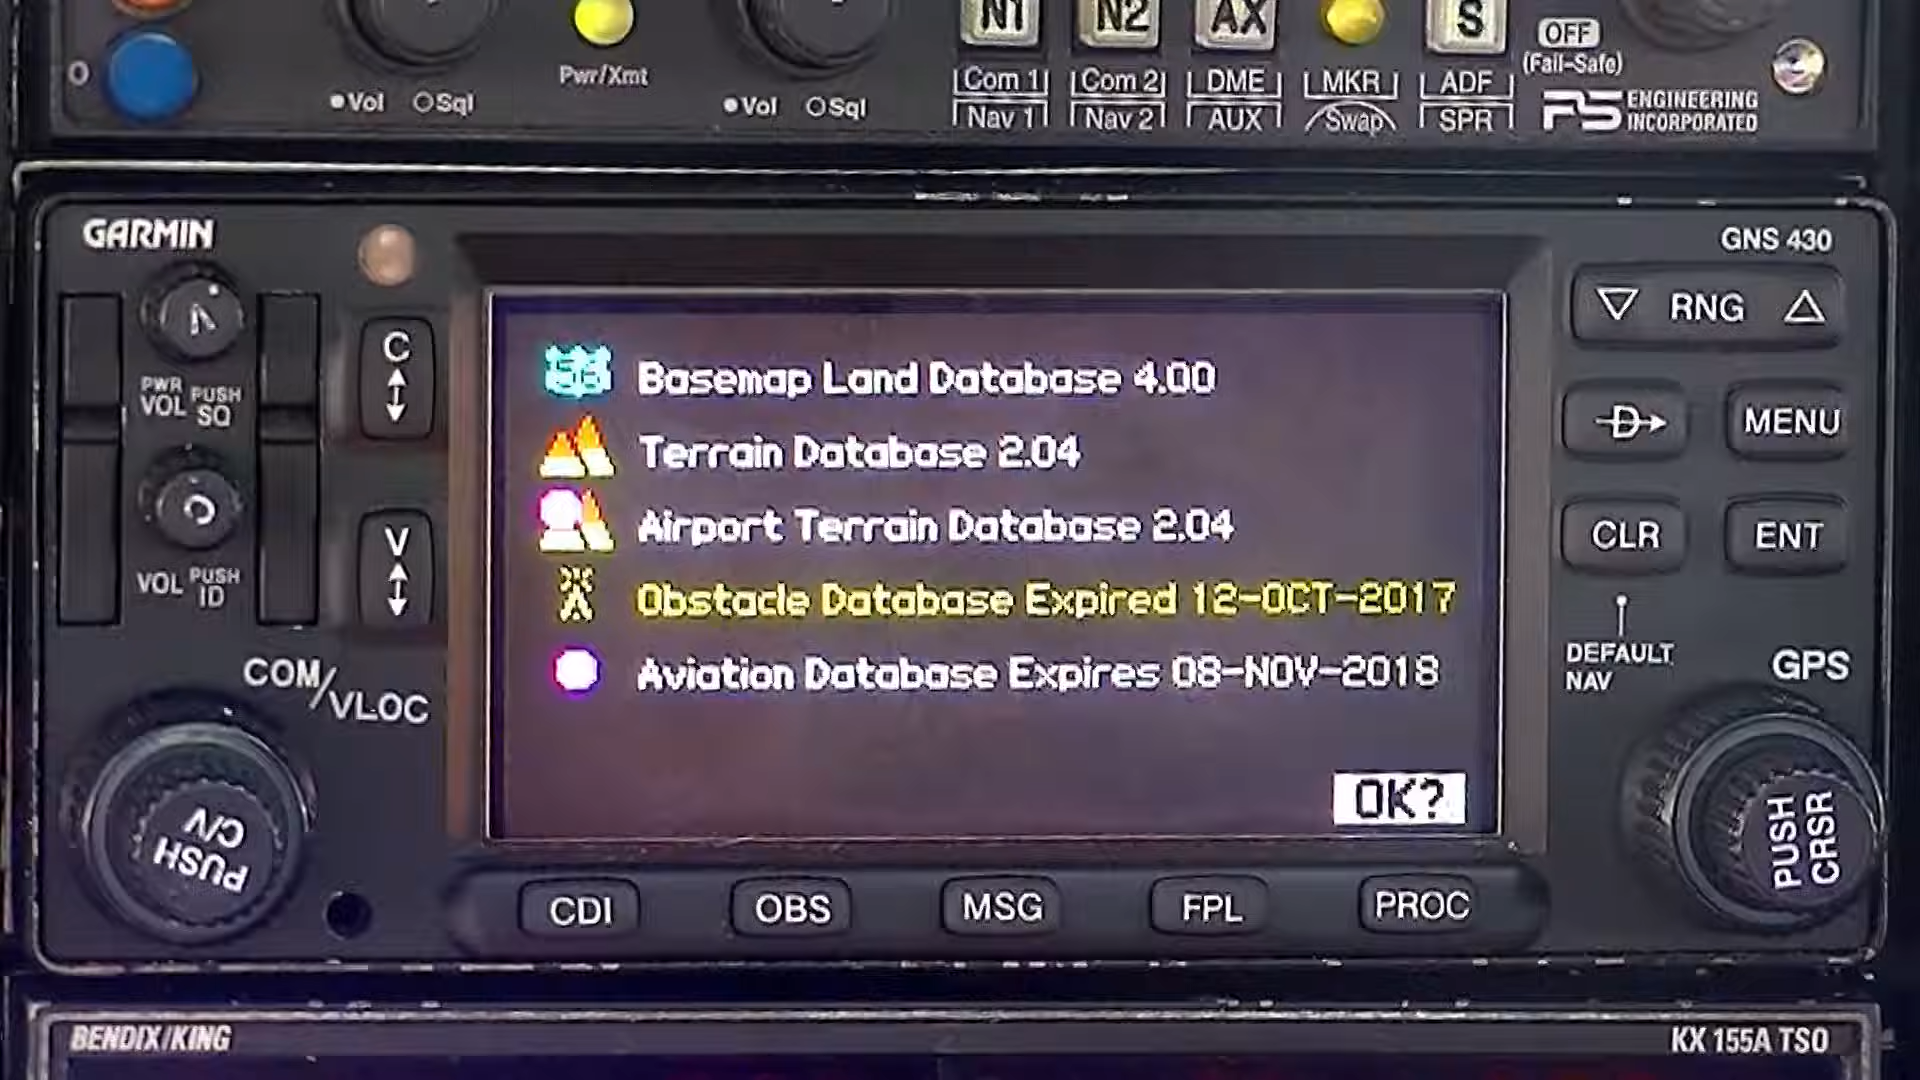 N1 N2 AX S
OFF
(Fail-Safe)
O
Pwr/Xmt
Vol Sql
Vol Sql
Com 1 Com 2 DME MKR ADF
Nav 1 Nav 2 AUX Swap SPR
PS ENGINEERING
INCORPORATED
GARMIN
GNS 430
RNG
C
PWR
VOL
PUSH
SQ
V
VOL
PUSH
ID
COM/VLOC
PUSH
C/V
Basemap Land Database 4.00
Terrain Database 2.04
Airport Terrain Database 2.04
Obstacle Database Expired 12-OCT-2017
Aviation Database Expires 08-NOV-2018
OK?
D MENU
CLR ENT
DEFAULT
NAV
GPS
PUSH
CRSR
CDI OBS MSG FPL PROC
BENDIX/KING
KX 155A TSO